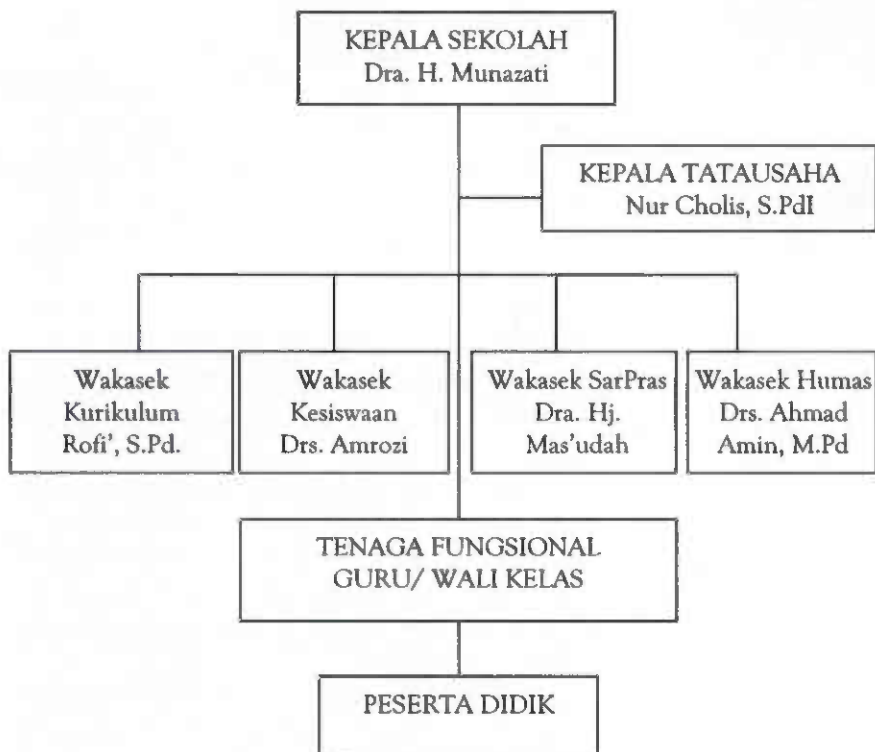 KEPALA SEKOLAH
Dra. H. Munazati
KEPALA TATAUSAHA
Nur Cholis, S.PdI
Wakasek
Kurikulum
Rofi', S.Pd.
Wakasek
Kesiswaan
Drs. Amrozi
Wakasek SarPras
Dra. Hj.
Mas'udah
Wakasek Humas
Drs. Ahmad
Amin, M.Pd
TENAGA FUNGSIONAL
GURU/ WALI KELAS
PESERTA DIDIK